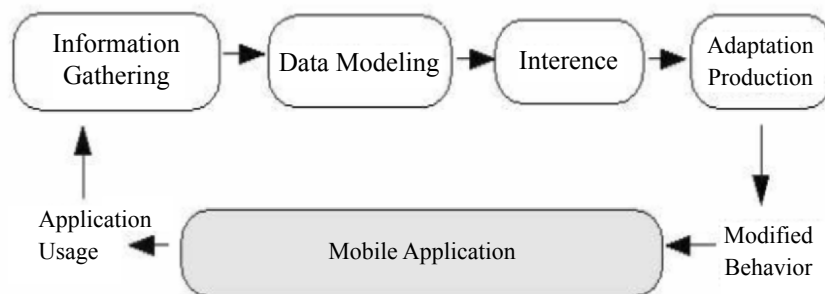 Information
Gathering
Data Modeling
Interence
Adaptation
Production
Application
Usage
Mobile Application
Modified
Behavior